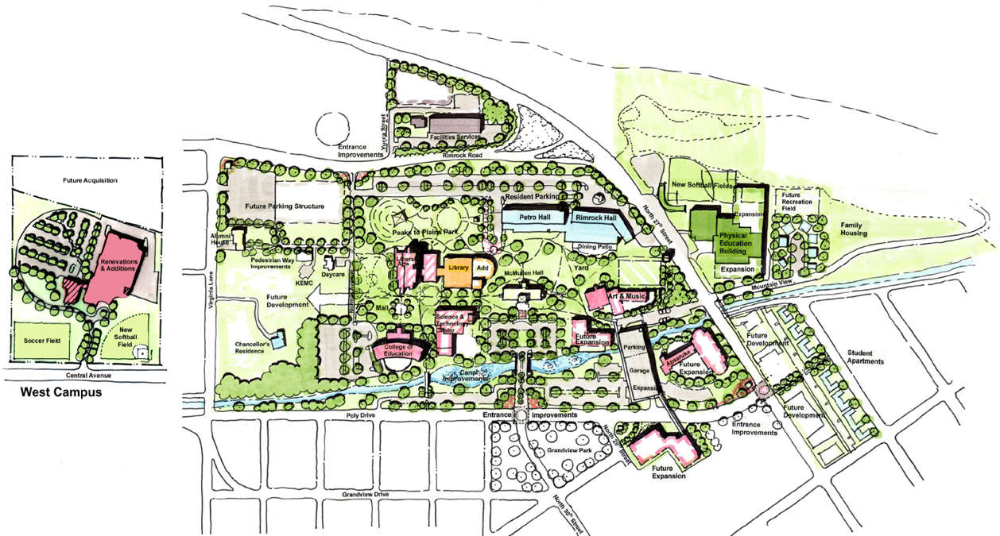 Future Acquisition
Renovations
& Additions
Soccer Field
New
Softball
Field
Central Avenue
West Campus
Yucca Street
Facilities Services
Entrance
Improvements
Rimrock Road
Future Parking Structure
Resident Parking
Petro Hall
Rimrock Hall
Dining Patio
Peaks to Plains Park
North 27th Street
New Softball Fields
Expansion
Physical
Education
Building
Expansion
Future
Recreation
Field
Family
Housing
Mountain View
Alumni
House
Pedestrian Way
Improvements
KEMC
Daycare
Liberal
Arts
Library
Add
McMullen Hall
Yard
Art & Music
Virginia Lane
Future
Development
Mall
Chancellor's
Residence
College of
Education
Science &
Technology
Center
Future
Expansion
Parking
Garage
Expansion
Apsaruke
Future
Expansion
Future
Development
Student
Apartments
Canal
Improvements
Poly Drive
Entrance
Improvements
Entrance
Improvements
Future
Development
Grandview Park
North 29th Street
Future
Expansion
Grandview Drive
North 30th Street